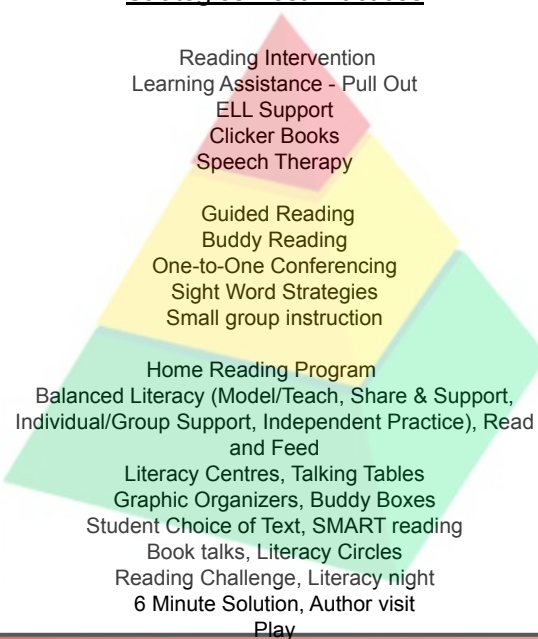 Reading Intervention
Learning Assistance - Pull Out
ELL Support
Clicker Books
Speech Therapy
Guided Reading
Buddy Reading
One-to-One Conferencing
Sight Word Strategies
Small group instruction
Home Reading Program
Balanced Literacy (Model/Teach, Share & Support,
Individual/Group Support, Independent Practice), Read
and Feed
Literacy Centres, Talking Tables
Graphic Organizers, Buddy Boxes
Student Choice of Text, SMART reading
Book talks, Literacy Circles
Reading Challenge, Literacy night
6 Minute Solution, Author visit
Play